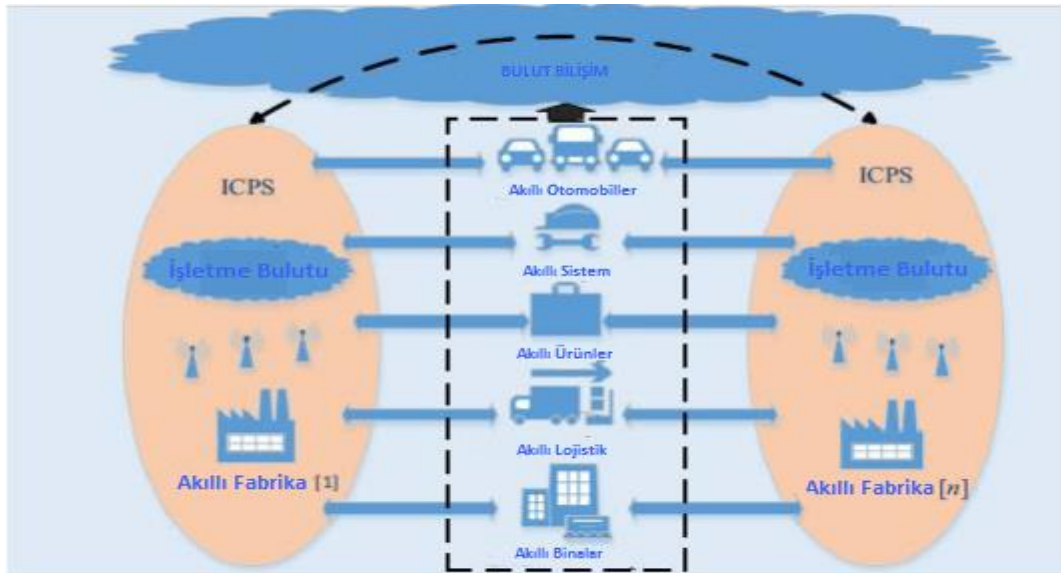 BULUT BİLİŞİM
ICPS
İşletme Bulutu
Akıllı Fabrika [1]
Akıllı Otomobiller
Akıllı Sistem
Akıllı Ürünler
Akıllı Lojistik
Akıllı Binalar
ICPS
İşletme Bulutu
Akıllı Fabrika [n]